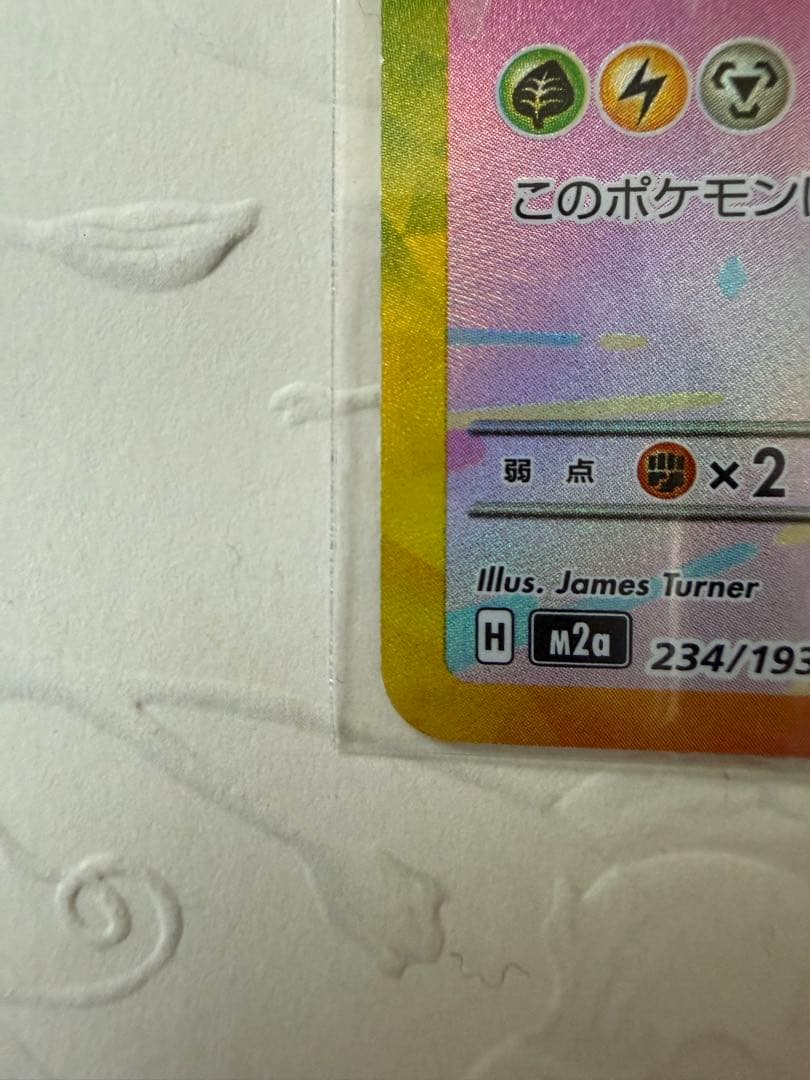 このポケモン
弱 点 ×2
Illus. James Turner
H M2a 234/193